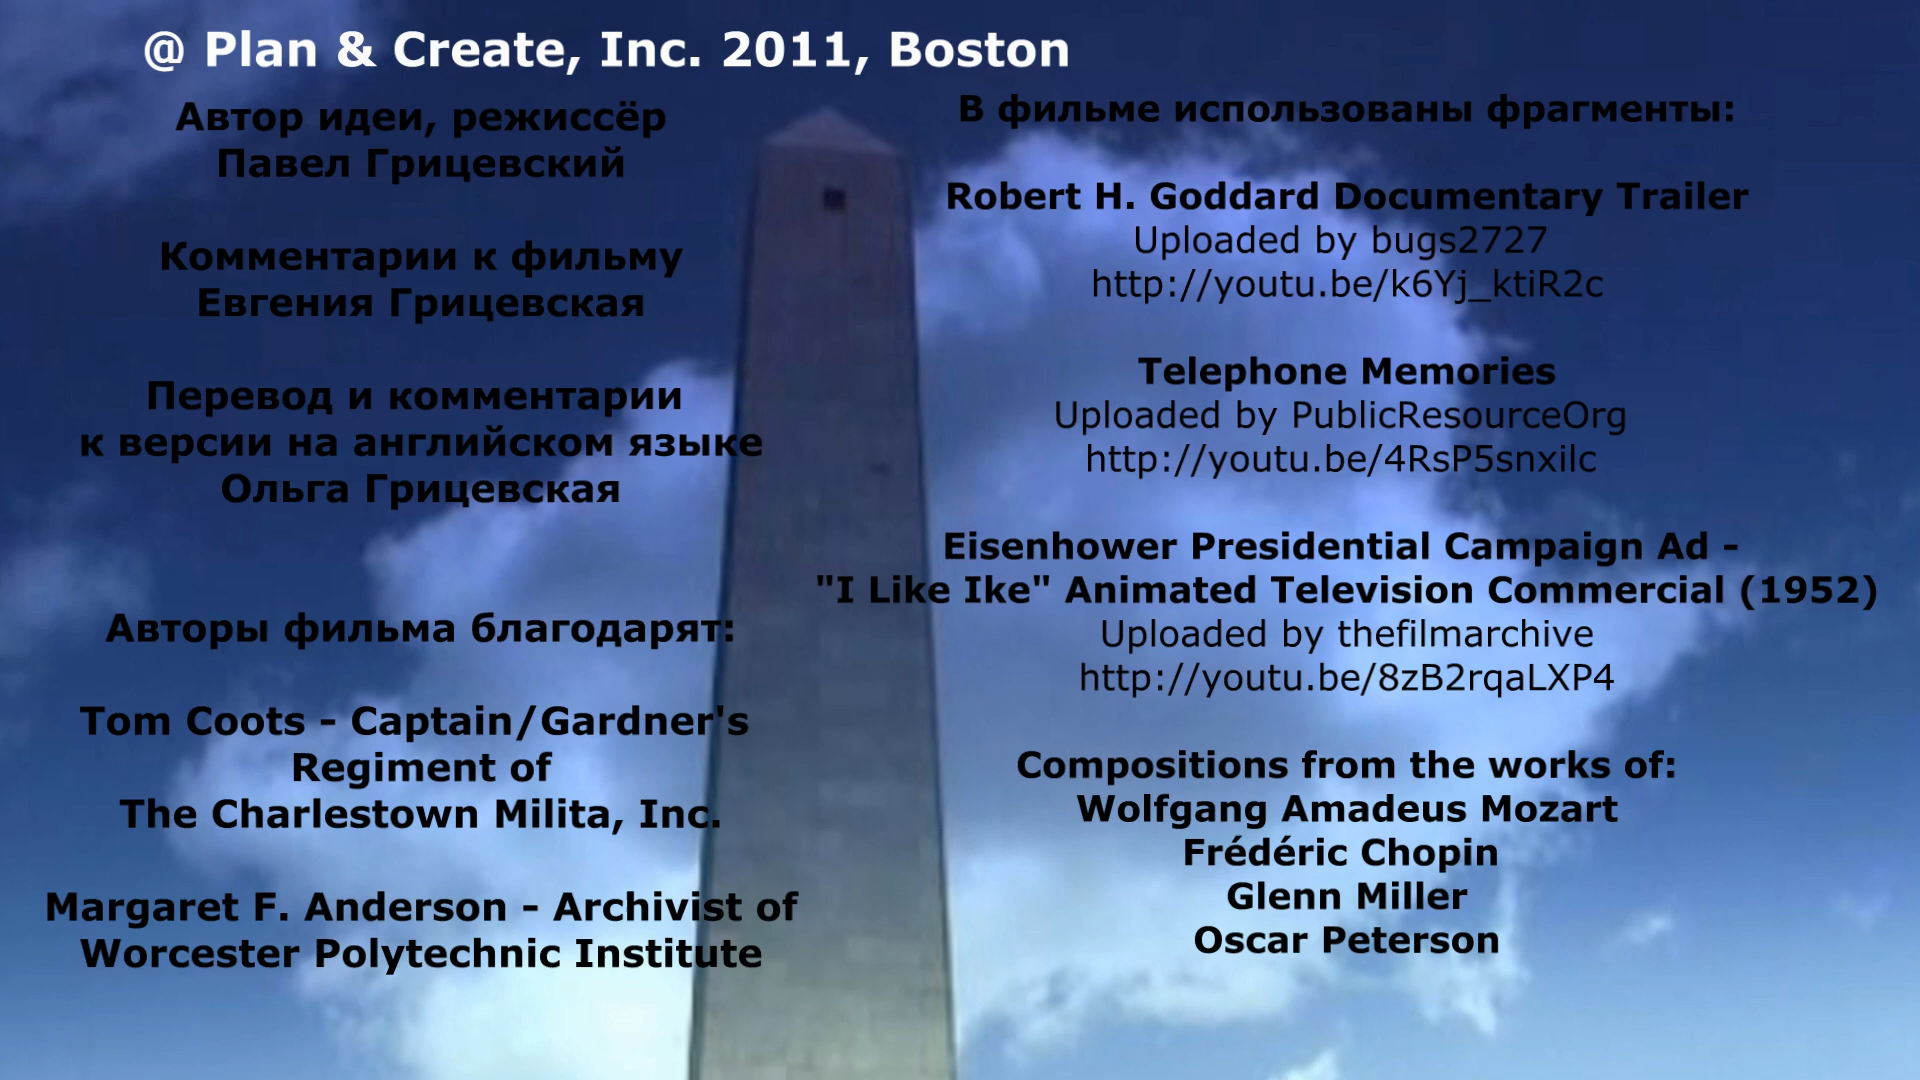 @ Plan & Create, Inc. 2011, Boston
Автор идеи, режиссёр
Павел Грицевский
Комментарии к фильму
Евгения Грицевская
Перевод и комментарии
к версии на английском языке
Ольга Грицевская
Авторы фильма благодарят:
Tom Coots - Captain/Gardner's
Regiment of
The Charlestown Milita, Inc.
Margaret F. Anderson - Archivist of
Worcester Polytechnic Institute
В фильме использованы фрагменты:
Robert H. Goddard Documentary Trailer
Uploaded by bugs2727
http://youtu.be/k6Yj_ktiR2c
Telephone Memories
Uploaded by PublicResourceOrg
http://youtu.be/4RsP5snxilc
Eisenhower Presidential Campaign Ad -
"I Like Ike" Animated Television Commercial (1952)
Uploaded by thefilmarchive
http://youtu.be/8zB2rqaLXP4
Compositions from the works of:
Wolfgang Amadeus Mozart
Frédéric Chopin
Glenn Miller
Oscar Peterson